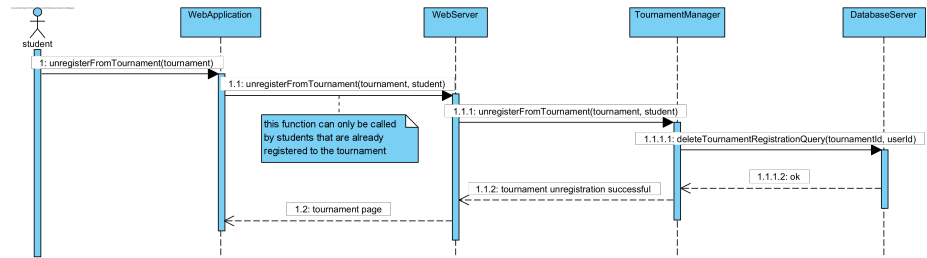 WebApplication
WebServer
TournamentManager
DatabaseServer
student
1: unregisterFromTournament(tournament)
1.1: unregisterFromTournament(tournament, student)
1.1.1: unregisterFromTournament(tournament, student)
this function can only be called
by students that are already
registered to the tournament
1.1.1.1: deleteTournamentRegistrationQuery(tournamentId, userId)
1.1.1.2: ok
1.1.2: tournament unregistration successful
1.2: tournament page